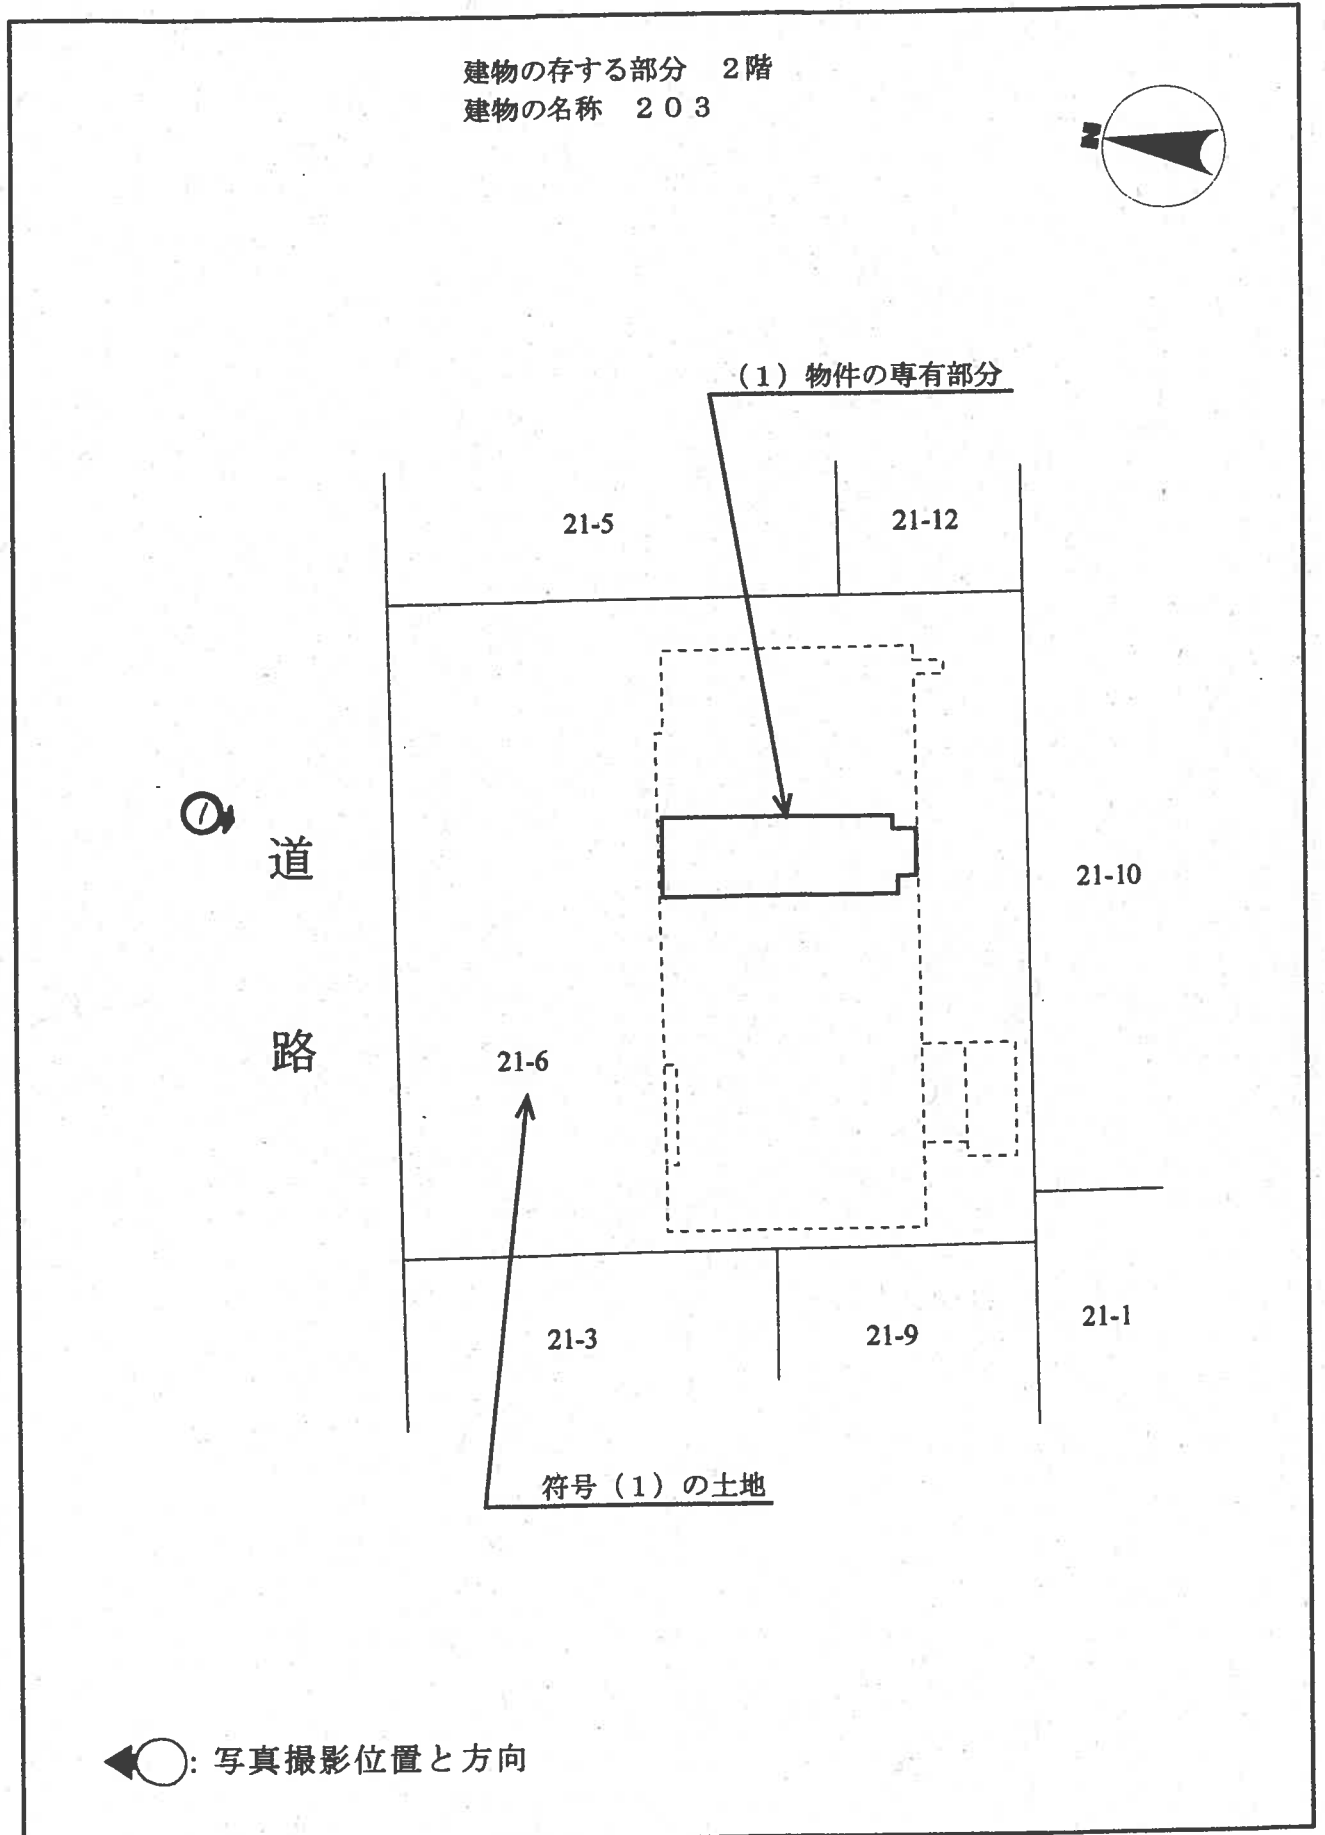 建物の存する部分　２階
建物の名称　２０３
N
（１）物件の専有部分
21-5
21-12
1
道路
21-10
21-6
21-3
21-9
21-1
符号（１）の土地
：写真撮影位置と方向